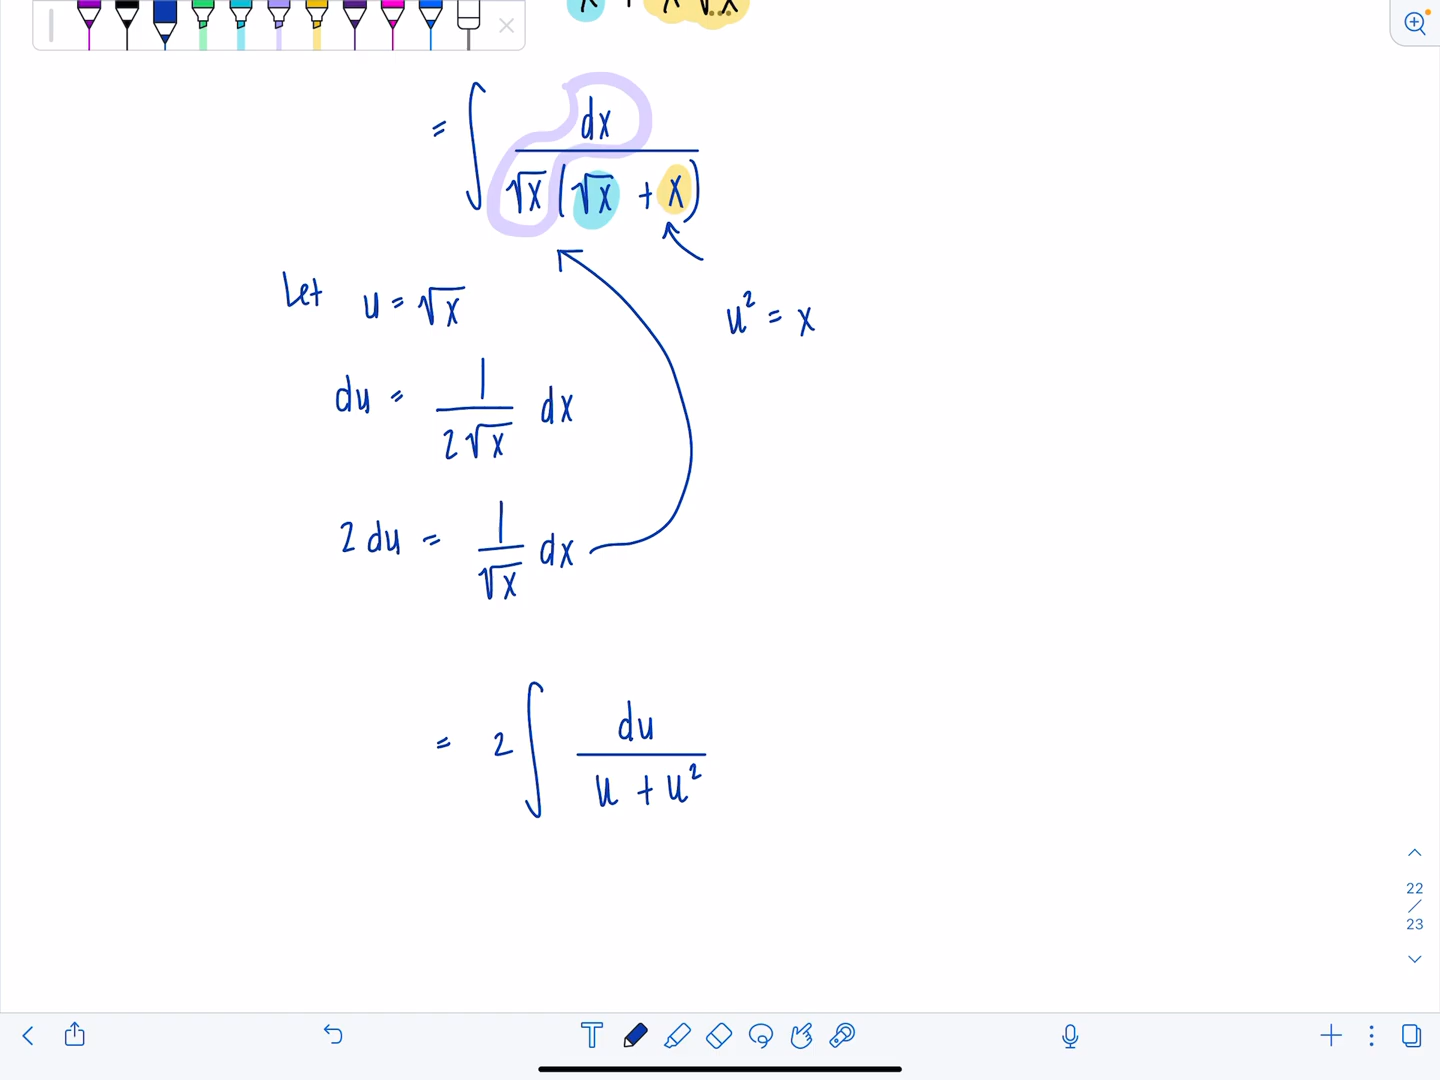 x + x√x
= ∫ dx / √x (√x + x)
Let u = √x
u² = x
du = 1 / 2√x dx
2 du = 1 / √x dx
= 2 ∫ du / u + u²
22
/
23
T